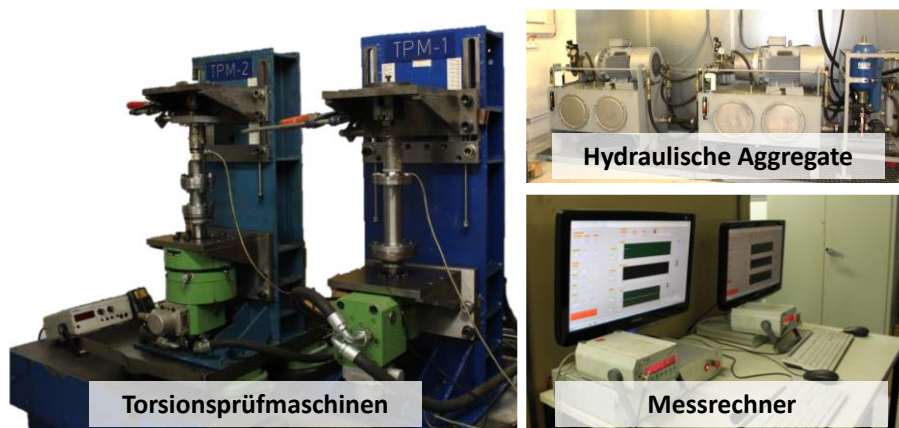 TPM-2
TPM-1
Torsionsprüfmaschinen
Hydraulische Aggregate
Messrechner